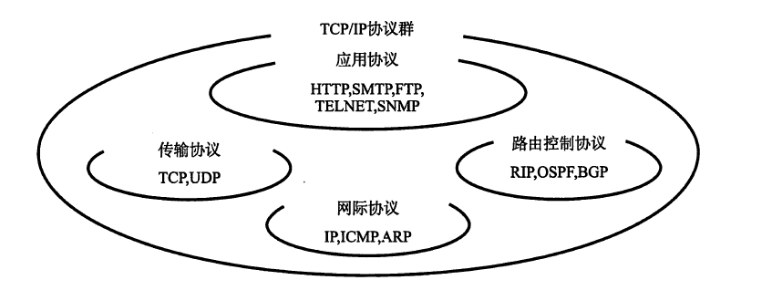 TCP/IP协议群
应用协议
HTTP,SMTP,FTP,
TELNET,SNMP
传输协议
TCP,UDP
路由控制协议
RIP,OSPF,BGP
网际协议
IP,ICMP,ARP